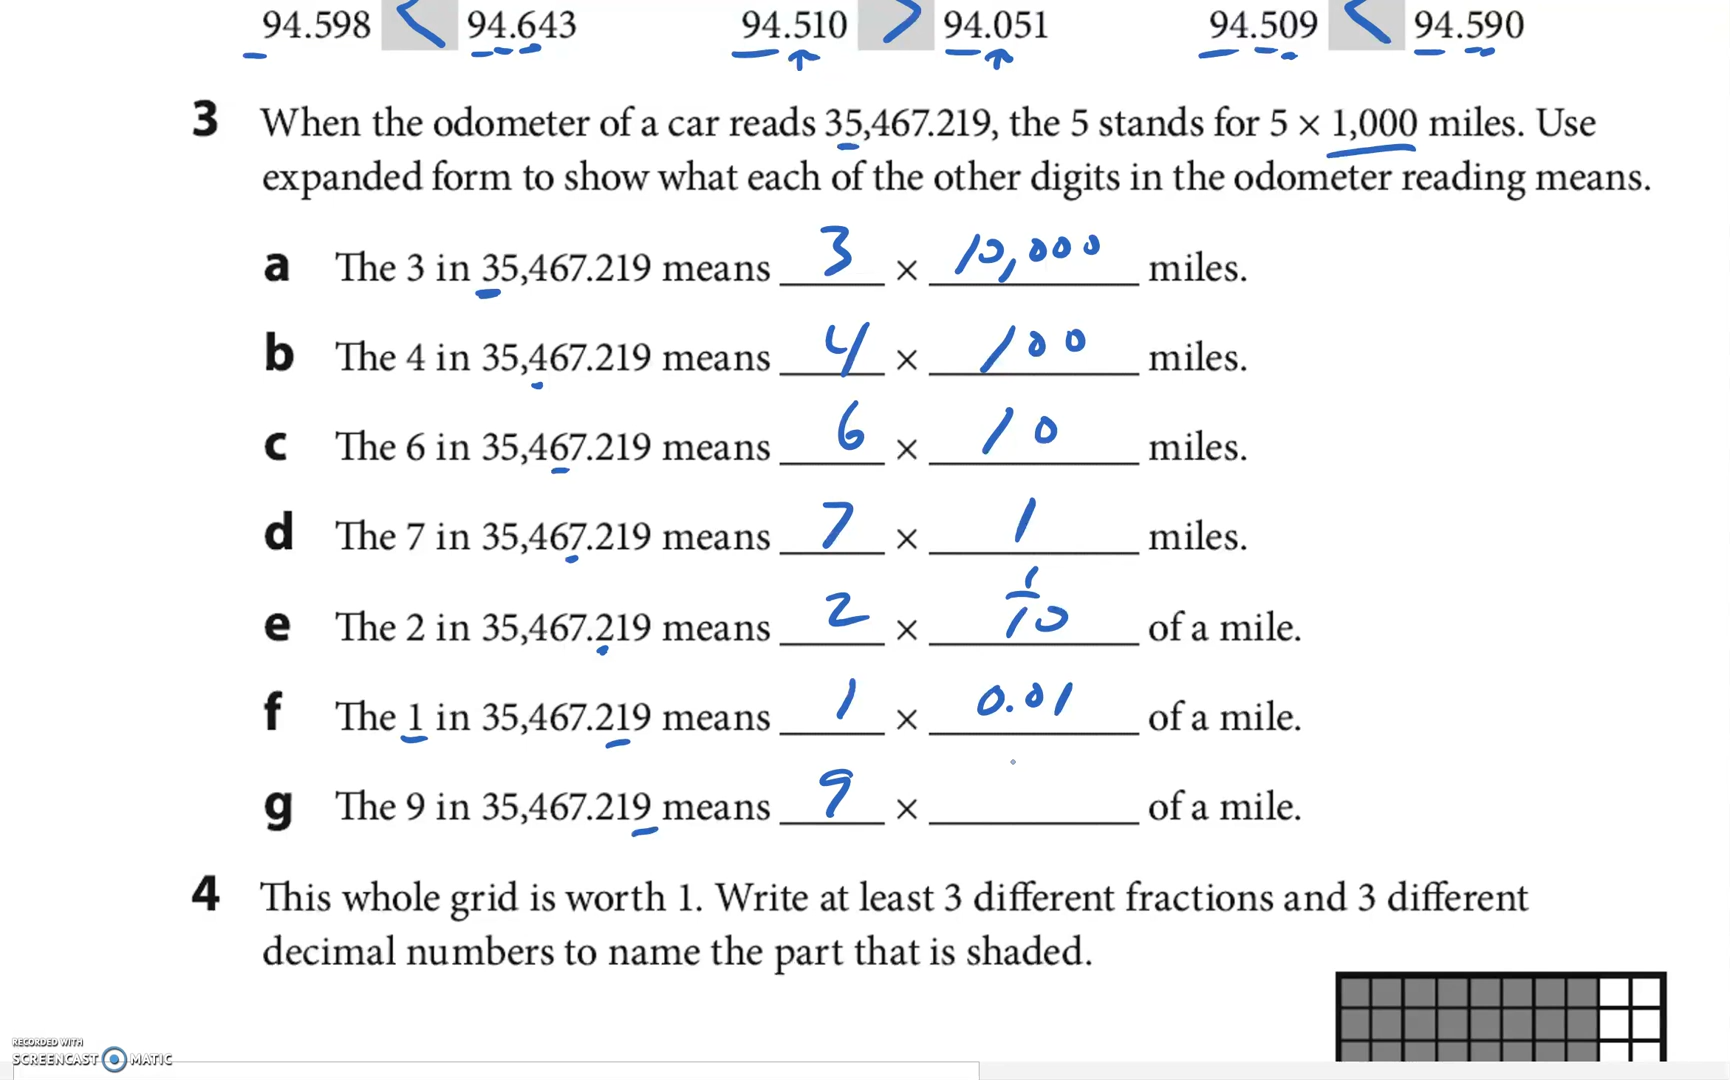 94.598 < 94.643 94.510 > 94.051 94.509 < 94.590
3 When the odometer of a car reads 35,467.219, the 5 stands for 5 × 1,000 miles. Use
expanded form to show what each of the other digits in the odometer reading means.
a The 3 in 35,467.219 means 3 × 10,000 miles.
b The 4 in 35,467.219 means 4 × 100 miles.
c The 6 in 35,467.219 means 6 × 10 miles.
d The 7 in 35,467.219 means 7 × 1 miles.
e The 2 in 35,467.219 means 2 × 1/10 of a mile.
f The 1 in 35,467.219 means 1 × 0.01 of a mile.
g The 9 in 35,467.219 means 9 × ______ of a mile.
4 This whole grid is worth 1. Write at least 3 different fractions and 3 different
decimal numbers to name the part that is shaded.
RECORDED WITH
SCREENCAST MATIC